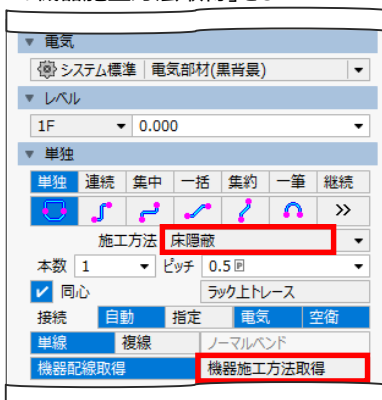 電気
システム標準 電気部材(黒背景)
レベル
1F 0.000
単独
単独 連続 集中 一括 集約 一筆 継続
施工方法 床隠蔽
本数 1 ピッチ 0.5 P
同心 ラック上トレース
接続 自動 指定 電気 空衛
単線 複線 ノーマルベンド
機器配線取得 機器施工方法取得